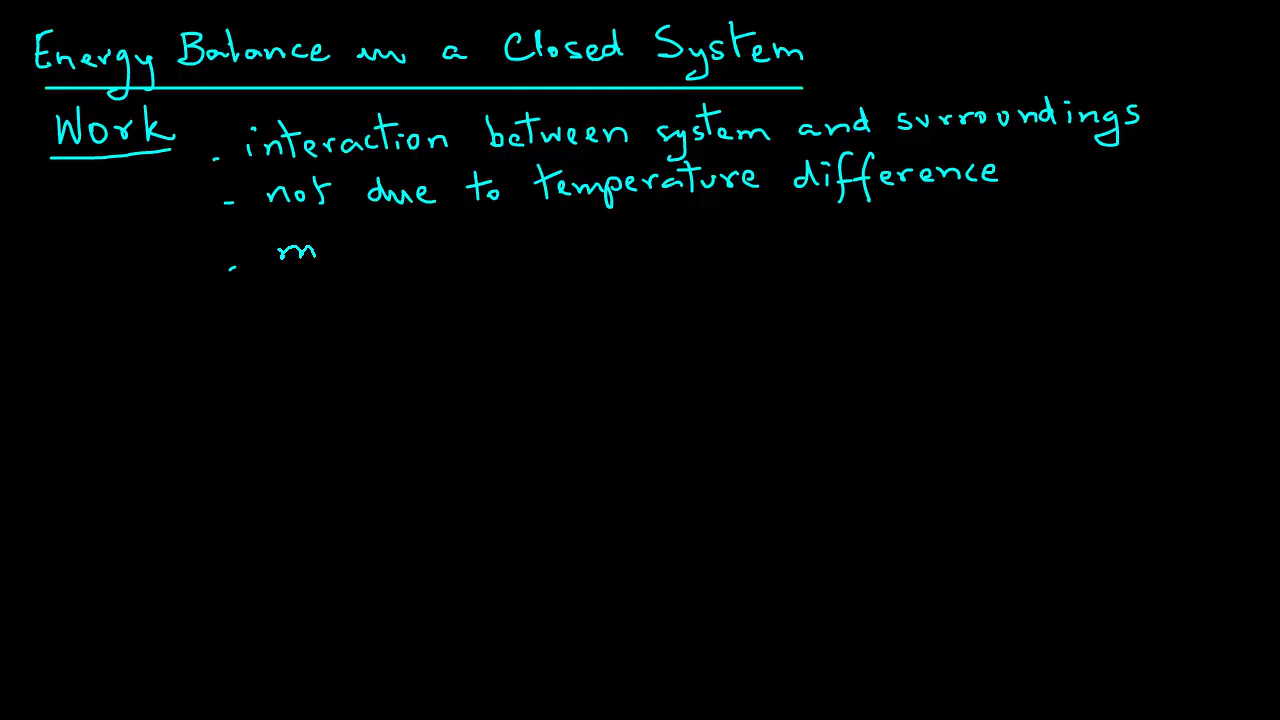 Energy Balance in a Closed System
Work . interaction between system and surroundings
- not due to temperature difference
. m